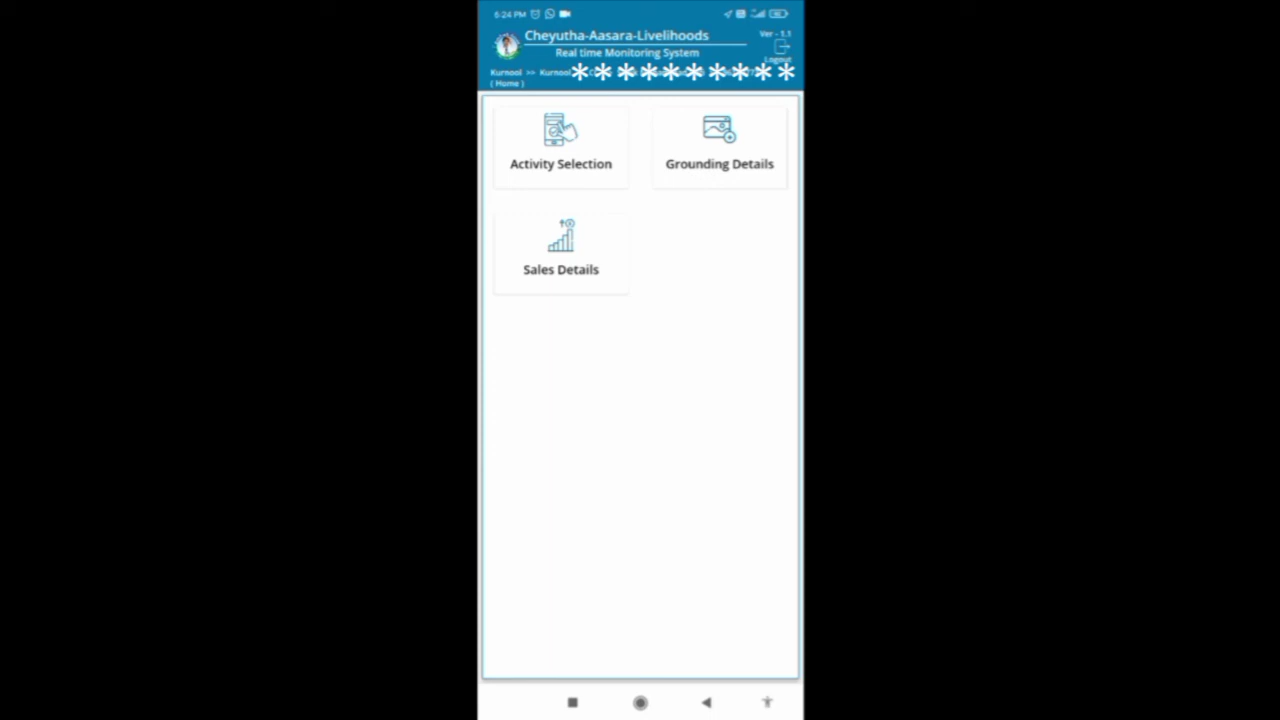 6:24 PM
Cheyutha-Aasara-Livelihoods
Ver - 1.1
Real time Monitoring System
Logout
Kurnool >> Kurnool **********
( Home )
Activity Selection
Grounding Details
Sales Details